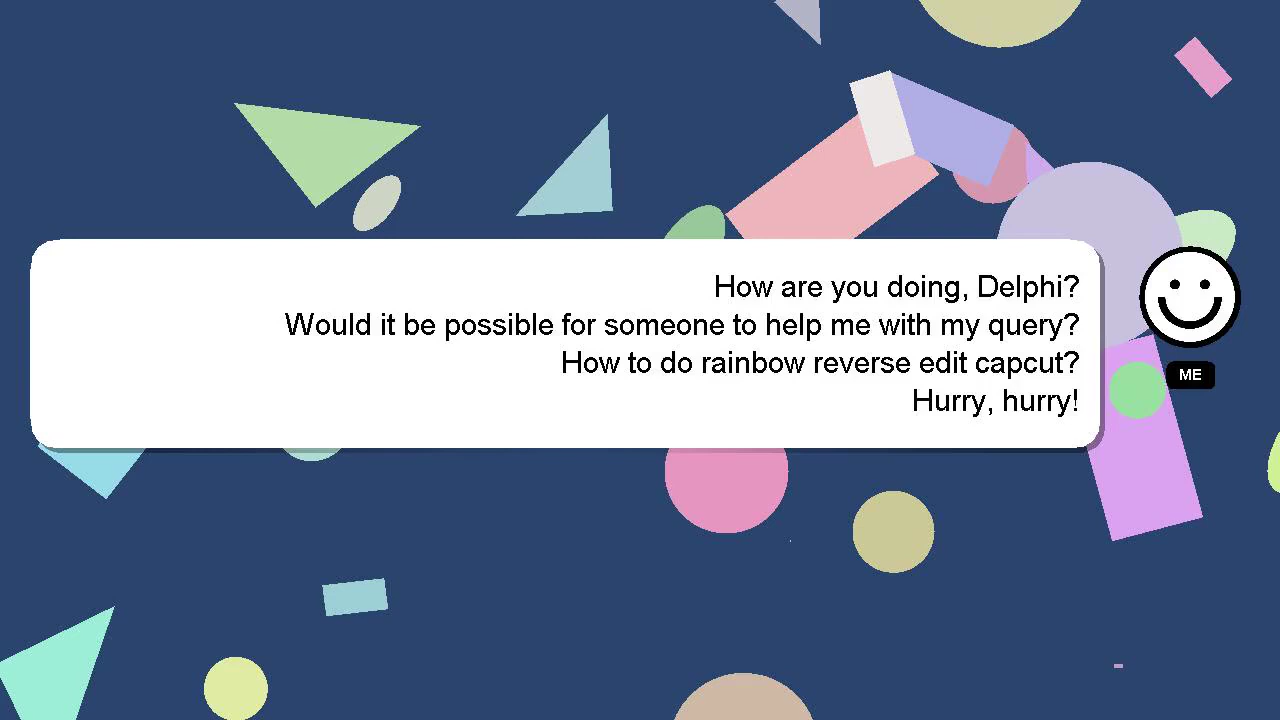 How are you doing, Delphi?
Would it be possible for someone to help me with my query?
How to do rainbow reverse edit capcut?
Hurry, hurry!
ME